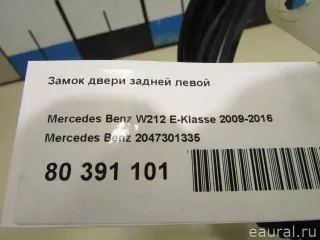 Замок двери задней левой
Mercedes Benz W212 E-Klasse 2009-2016
Mercedes Benz 2047301335
80 391 101
eaural.ru